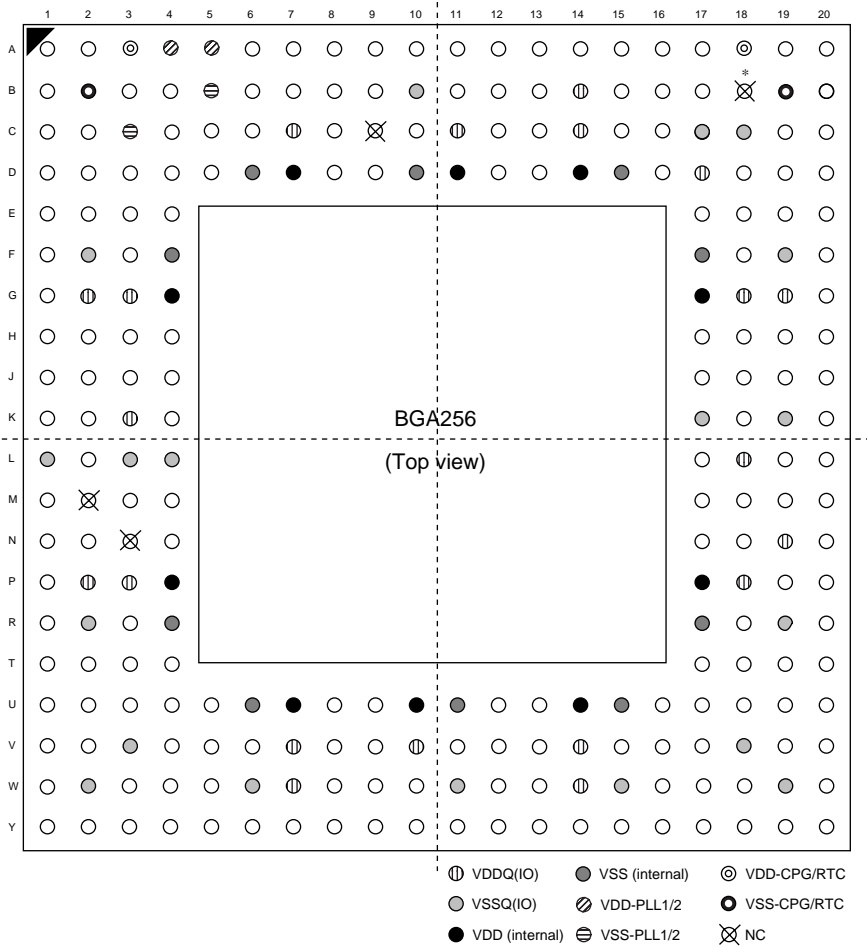 1 2 3 4 5 6 7 8 9 10 11 12 13 14 15 16 17 18 19 20
A
*
B
C
D
E
F
G
H
J
K
BGA256
L
(Top view)
M
N
P
R
T
U
V
W
Y
VDDQ(IO) VSS (internal) VDD-CPG/RTC
VSSQ(IO) VDD-PLL1/2 VSS-CPG/RTC
VDD (internal) VSS-PLL1/2 NC